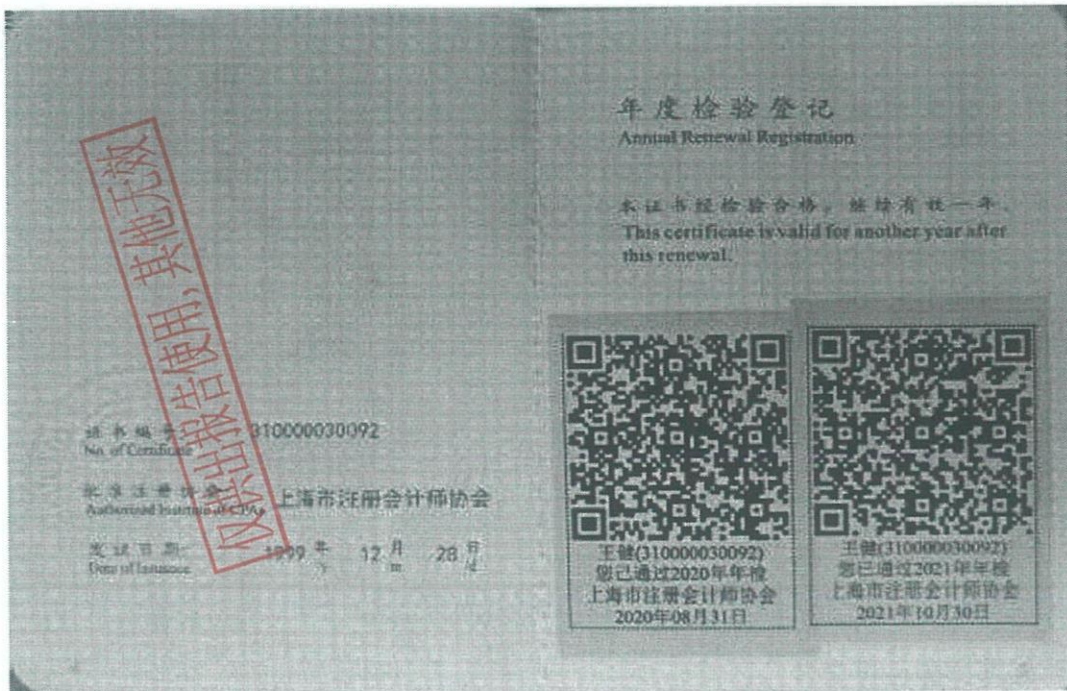 仅供出报告使用,其他无效
证书编号:
No. of Certificate
310000030092
批准注册协会:
Authorized Institute of CPAs
上海市注册会计师协会
发证日期:
Date of Issuance
1999 年 12 月 28 日
/y /m /d
年度检验登记
Annual Renewal Registration
本证书经检验合格,继续有效一年。
This certificate is valid for another year after
this renewal.
王健(310000030092)
您已通过2020年年检
上海市注册会计师协会
2020年08月31日
王健(310000030092)
您已通过2021年年检
上海市注册会计师协会
2021年10月30日